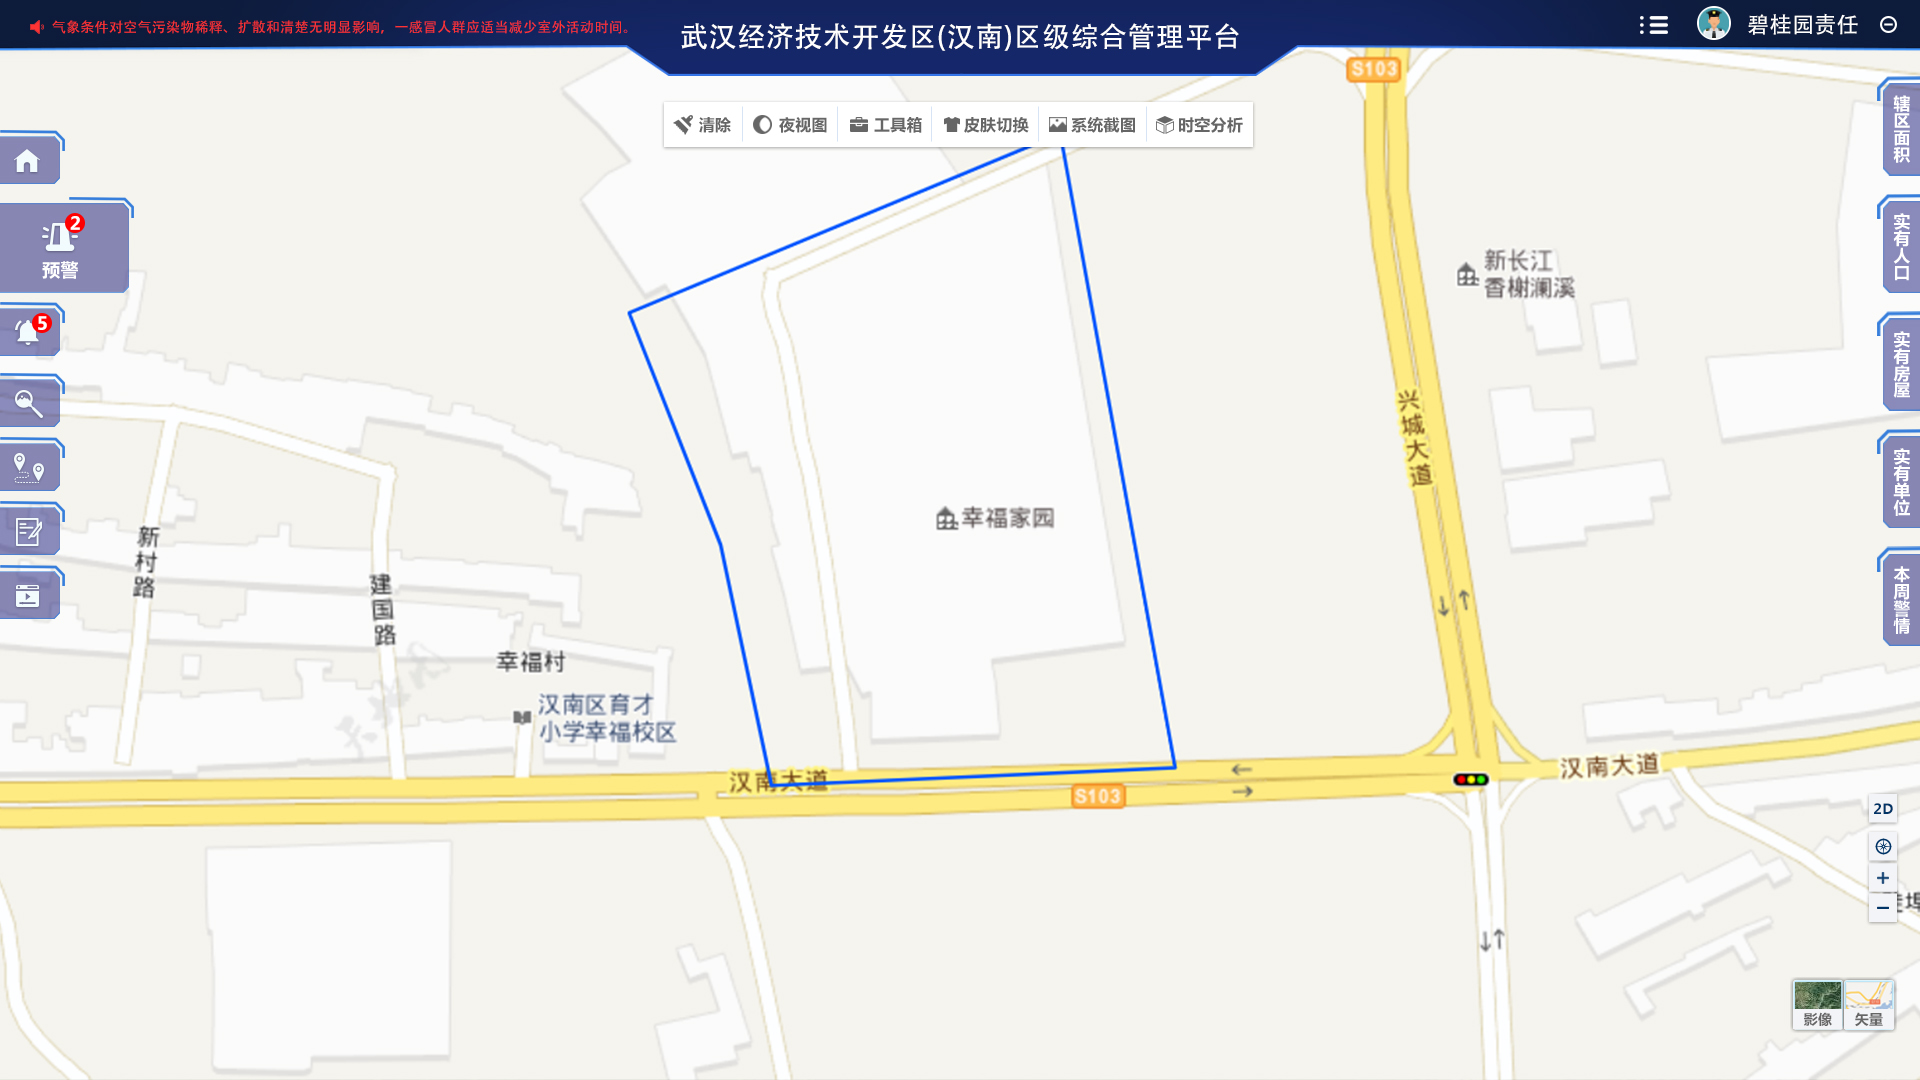 气象条件对空气污染物稀释、扩散和清楚无明显影响，一感冒人群应适当减少室外活动时间。
武汉经济技术开发区(汉南)区级综合管理平台
碧桂园责任
清除
夜视图
工具箱
皮肤切换
系统截图
时空分析
2
预警
5
辖区面积
实有人口
实有房屋
实有单位
本周警情
S103
新长江
香榭澜溪
兴城大道
幸福家园
新村路
建国路
幸福村
汉南区育才
小学幸福校区
汉南大道
S103
汉南大道
2D
埠
影像
矢量